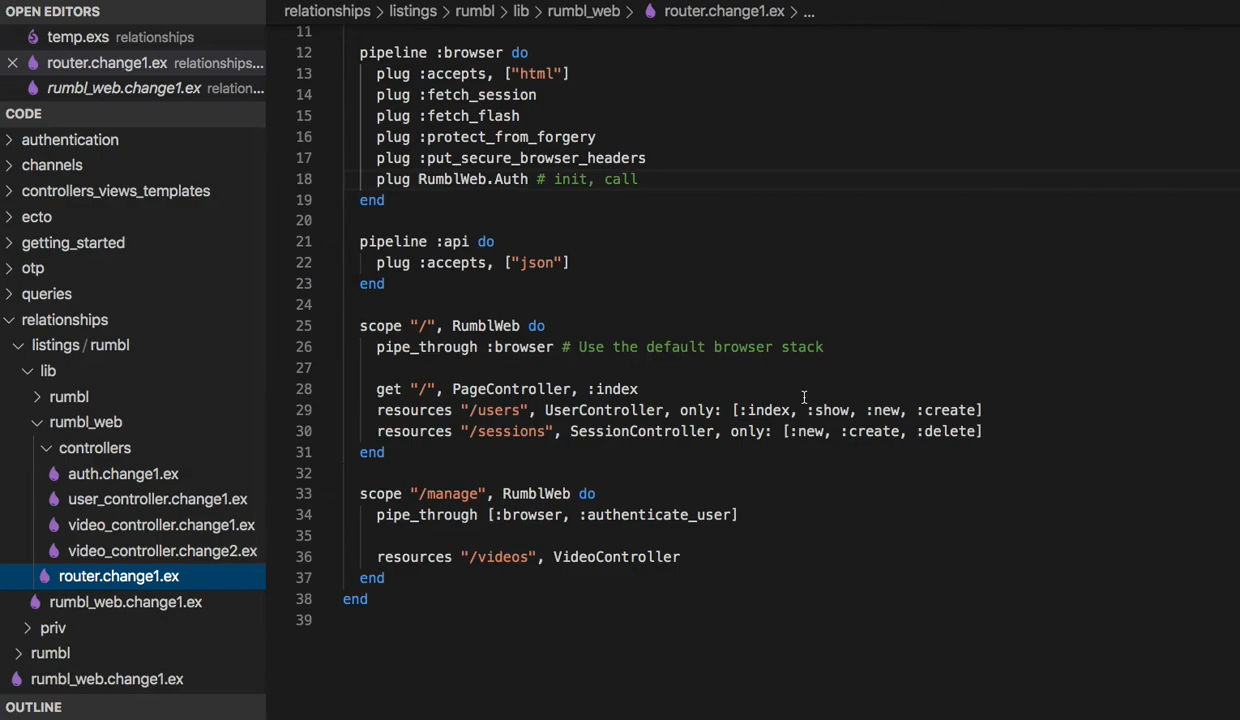 OPEN EDITORS
temp.exs relationships
router.change1.ex relationships...
rumbl_web.change1.ex relation...
CODE
authentication
channels
controllers_views_templates
ecto
getting_started
otp
queries
relationships
listings / rumbl
lib
rumbl
rumbl_web
controllers
auth.change1.ex
user_controller.change1.ex
video_controller.change1.ex
video_controller.change2.ex
router.change1.ex
rumbl_web.change1.ex
priv
rumbl
rumbl_web.change1.ex
OUTLINE
relationships > listings > rumbl > lib > rumbl_web > router.change1.ex > ...
11
12 pipeline :browser do
13 plug :accepts, ["html"]
14 plug :fetch_session
15 plug :fetch_flash
16 plug :protect_from_forgery
17 plug :put_secure_browser_headers
18 plug RumblWeb.Auth # init, call
19 end
20
21 pipeline :api do
22 plug :accepts, ["json"]
23 end
24
25 scope "/", RumblWeb do
26 pipe_through :browser # Use the default browser stack
27
28 get "/", PageController, :index
29 resources "/users", UserController, only: [:index, :show, :new, :create]
30 resources "/sessions", SessionController, only: [:new, :create, :delete]
31 end
32
33 scope "/manage", RumblWeb do
34 pipe_through [:browser, :authenticate_user]
35
36 resources "/videos", VideoController
37 end
38 end
39